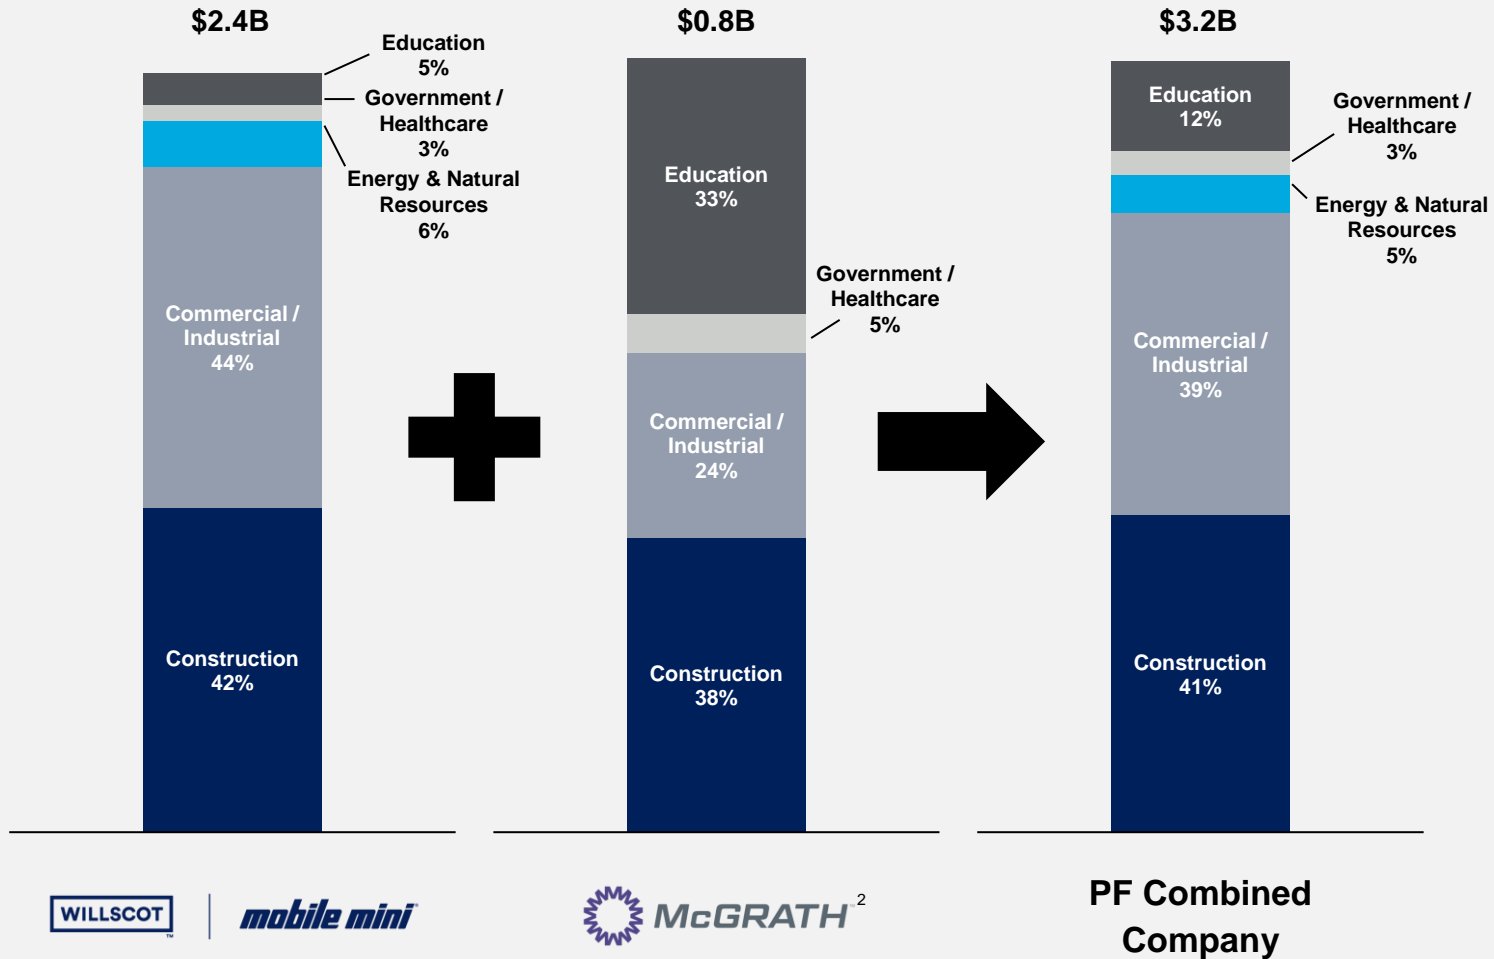 $2.4B
Education
5%
Government /
Healthcare
3%
Energy & Natural
Resources
6%
Commercial /
Industrial
44%
Construction
42%
WILLSCOT
TM
mobile mini
$0.8B
Education
33%
Government /
Healthcare
5%
Commercial /
Industrial
24%
Construction
38%
McGRATH 2
$3.2B
Education
12%
Government /
Healthcare
3%
Energy & Natural
Resources
5%
Commercial /
Industrial
39%
Construction
41%
PF Combined
Company